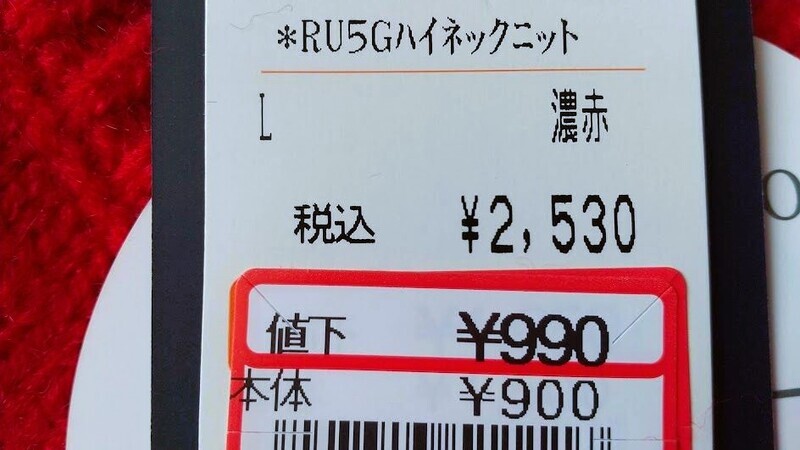 *RU5Gハイネックニット
L 濃赤
税込 ¥2,530
値下 ¥990
本体 ¥900
O